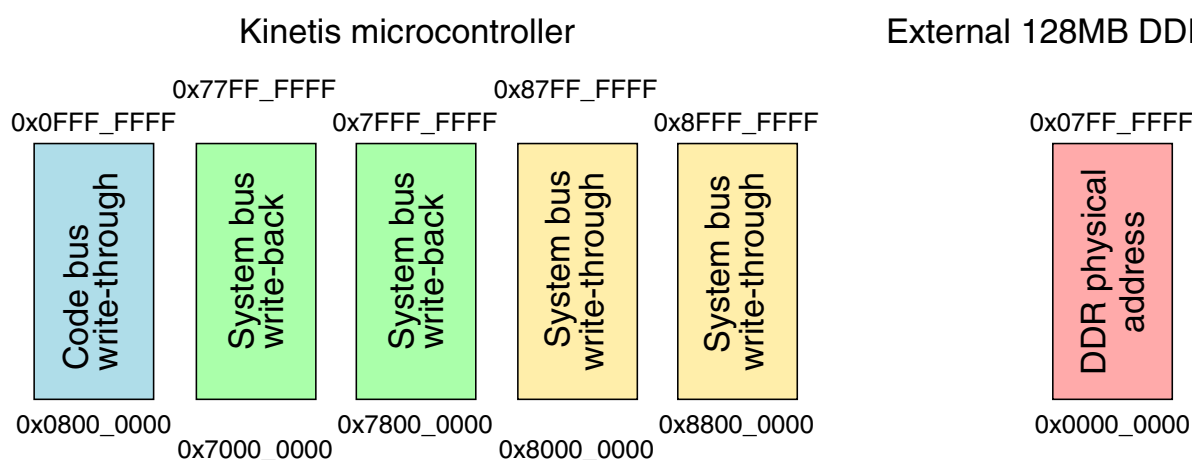 Kinetis microcontroller
External 128MB
0x77FF_FFFF
0x87FF_FFFF
0x0FFF_FFFF
0x7FFF_FFFF
0x8FFF_FFFF
0x07FF_FFFF
Code bus
write-through
System bus
write-back
System bus
write-back
System bus
write-through
System bus
write-through
DDR physical
address
0x0800_0000
0x7800_0000
0x8800_0000
0x0000_0000
0x7000_0000
0x8000_0000